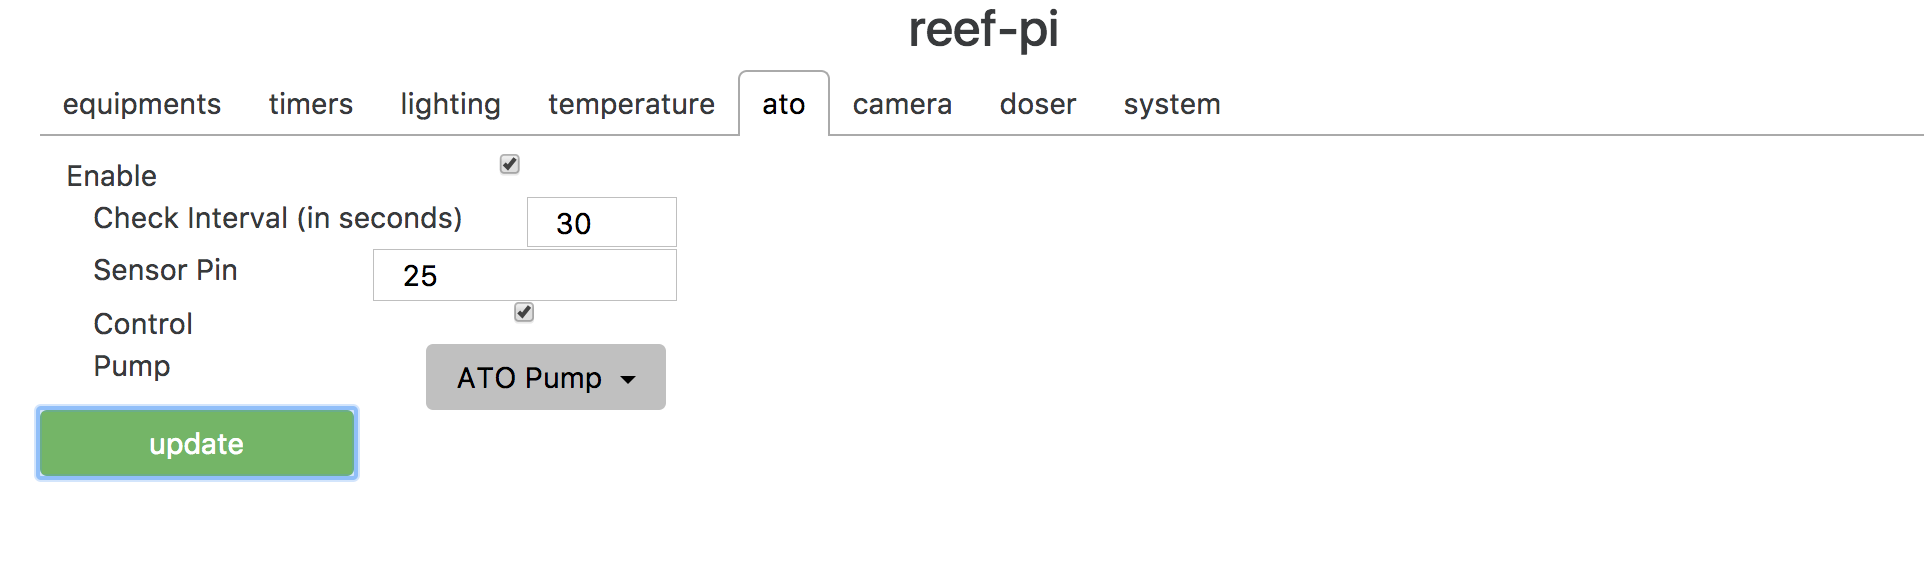 reef-pi
equipments timers lighting temperature ato camera doser system
Enable
Check Interval (in seconds) 30
Sensor Pin 25
Control
Pump ATO Pump
update